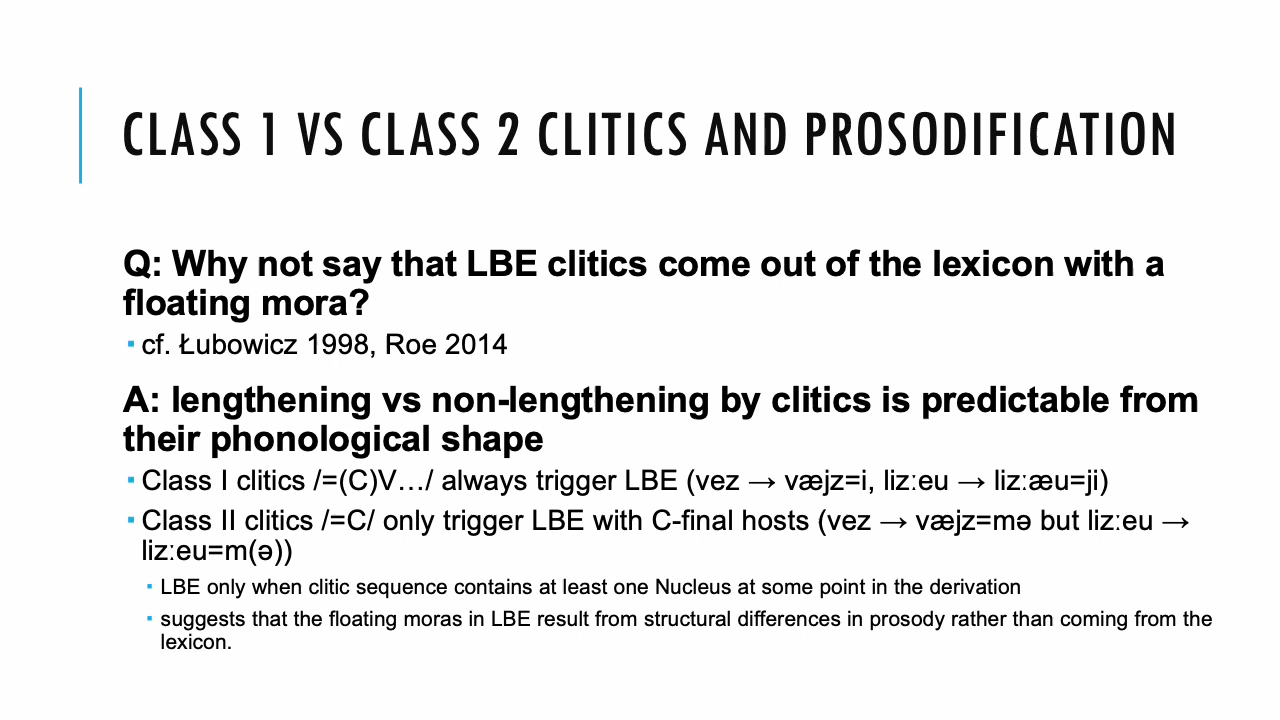 CLASS 1 VS CLASS 2 CLITICS AND PROSODIFICATION
Q: Why not say that LBE clitics come out of the lexicon with a
floating mora?
▪ cf. Łubowicz 1998, Roe 2014
A: lengthening vs non-lengthening by clitics is predictable from
their phonological shape
▪ Class I clitics /=(C)V…/ always trigger LBE (vez → væjz=i, lizːeu → lizːæu=ji)
▪ Class II clitics /=C/ only trigger LBE with C-final hosts (vez → væjz=mə but lizːeu →
lizːeu=m(ə))
▪ LBE only when clitic sequence contains at least one Nucleus at some point in the derivation
▪ suggests that the floating moras in LBE result from structural differences in prosody rather than coming from the
lexicon.